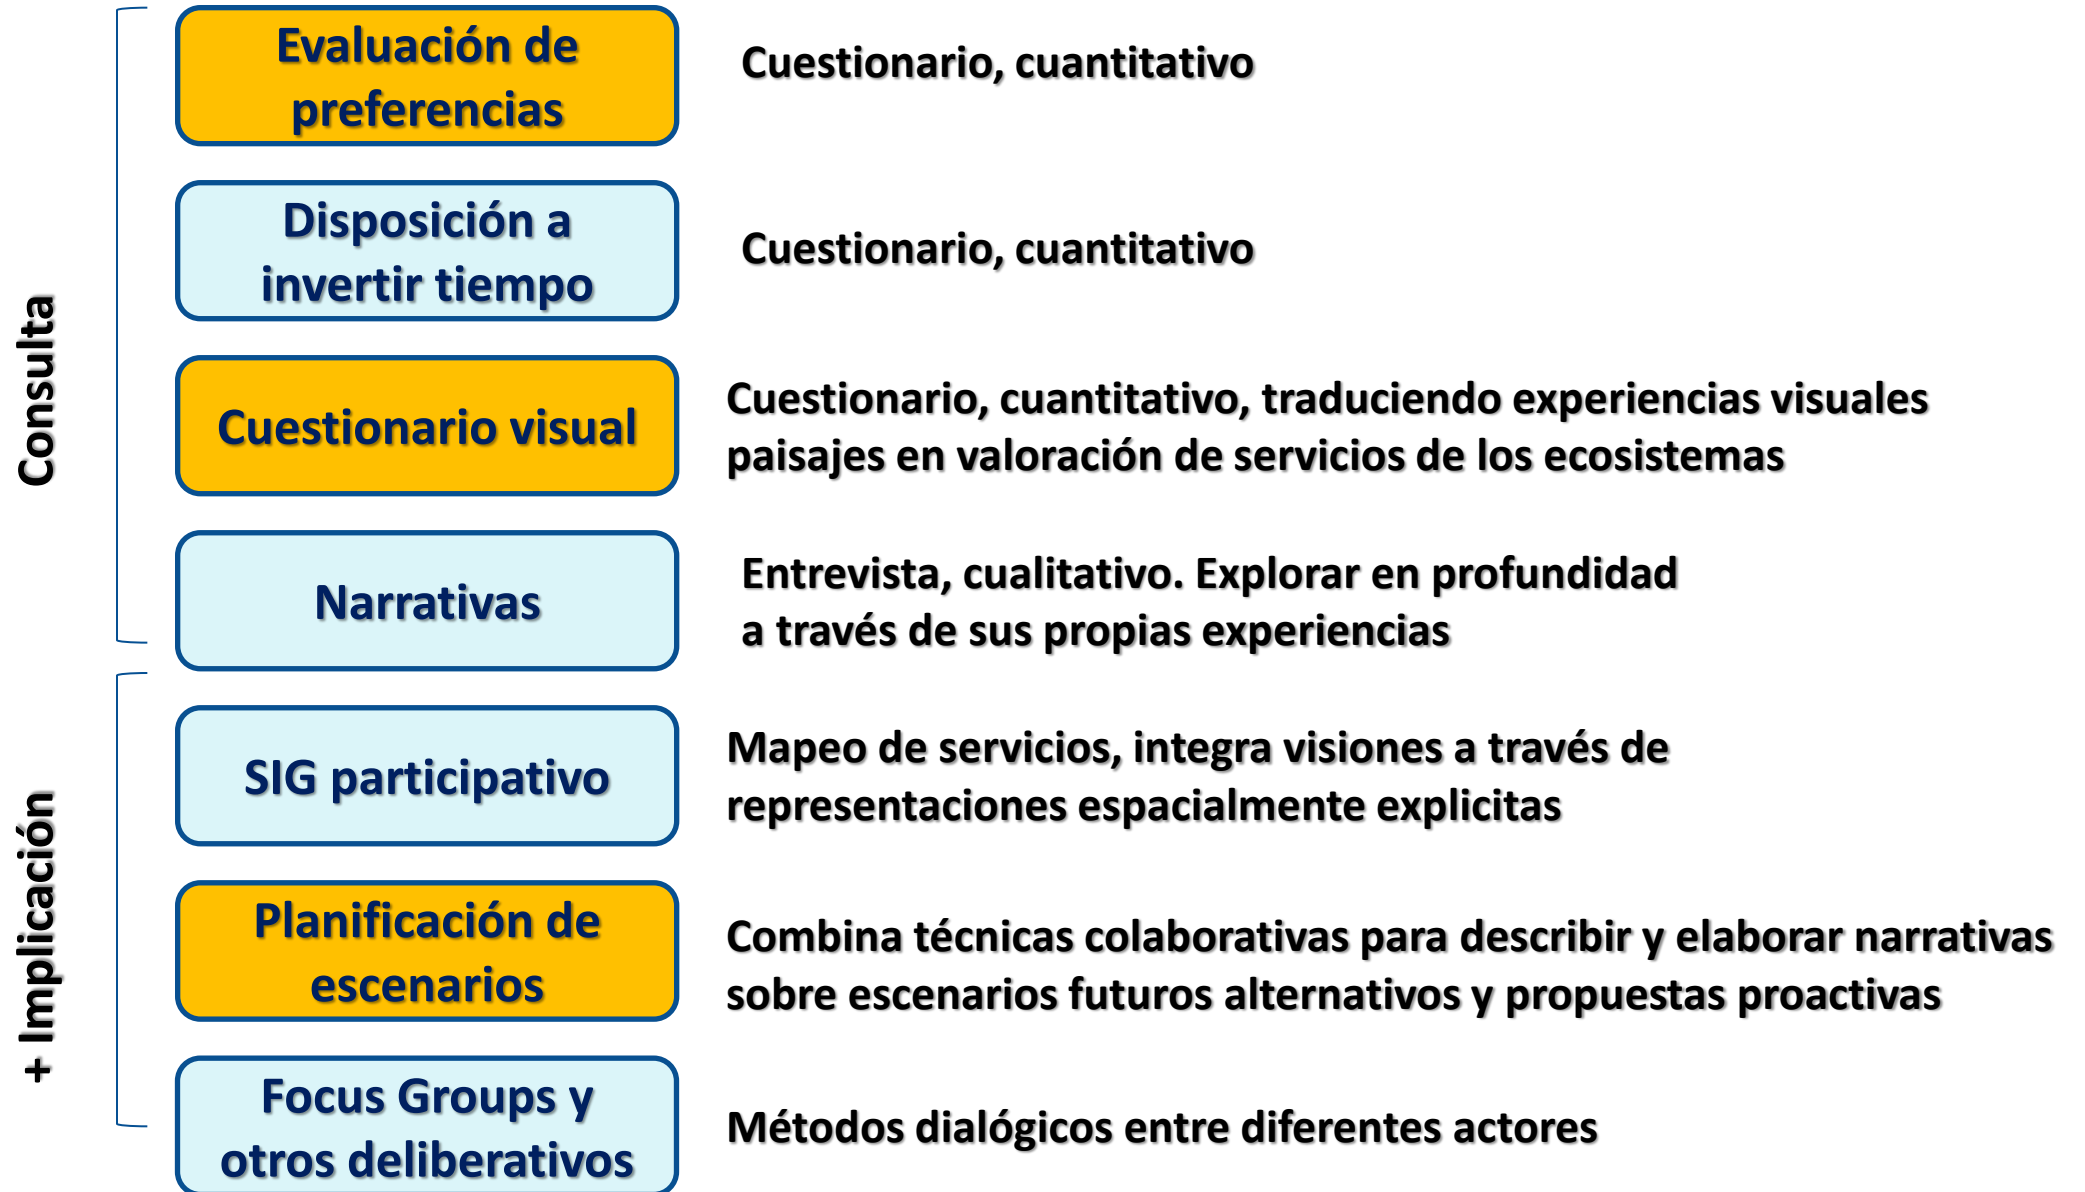 Consulta
Evaluación de
preferencias
Cuestionario, cuantitativo
Disposición a
invertir tiempo
Cuestionario, cuantitativo
Cuestionario visual
Cuestionario, cuantitativo, traduciendo experiencias visuales
paisajes en valoración de servicios de los ecosistemas
Narrativas
Entrevista, cualitativo. Explorar en profundidad
a través de sus propias experiencias
+ Implicación
SIG participativo
Mapeo de servicios, integra visiones a través de
representaciones espacialmente explicitas
Planificación de
escenarios
Combina técnicas colaborativas para describir y elaborar narrativas
sobre escenarios futuros alternativos y propuestas proactivas
Focus Groups y
otros deliberativos
Métodos dialógicos entre diferentes actores